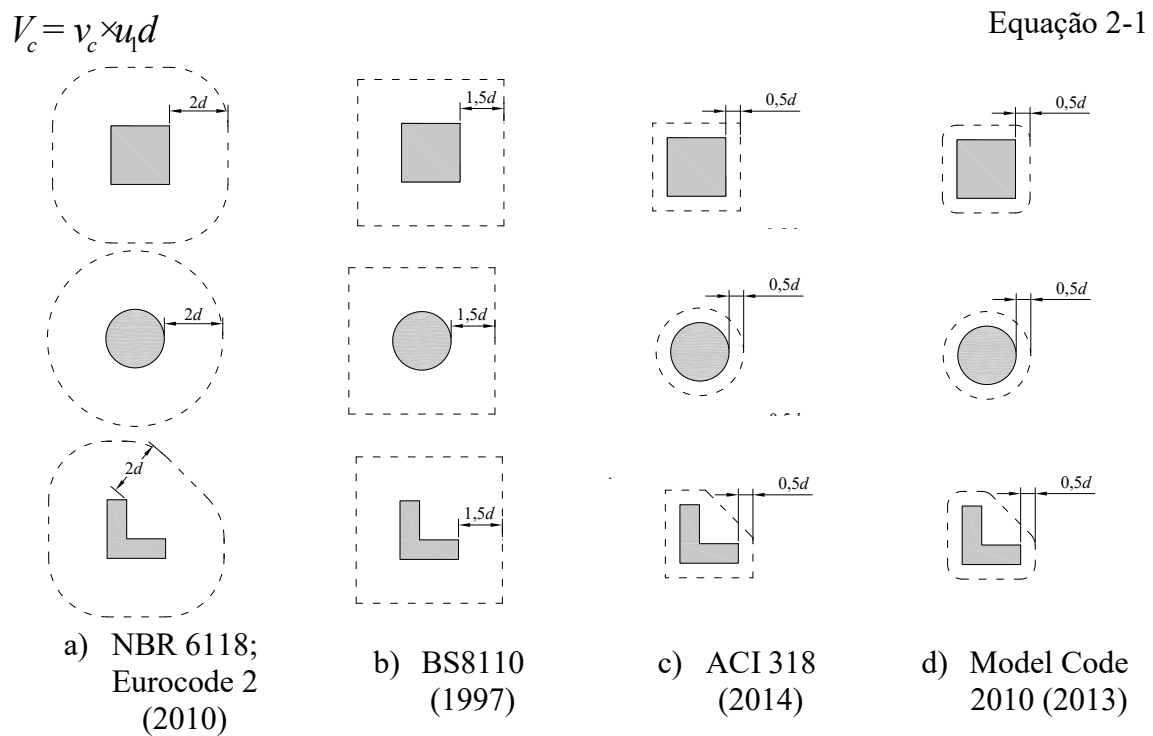 V_c = v_c × u_1 d
Equação 2-1
2d
1,5d
0,5d
0,5d
2d
1,5d
0,5d
0,5d
2d
1,5d
0,5d
0,5d
a) NBR 6118;
Eurocode 2
(2010)
b) BS8110
(1997)
c) ACI 318
(2014)
d) Model Code
2010 (2013)